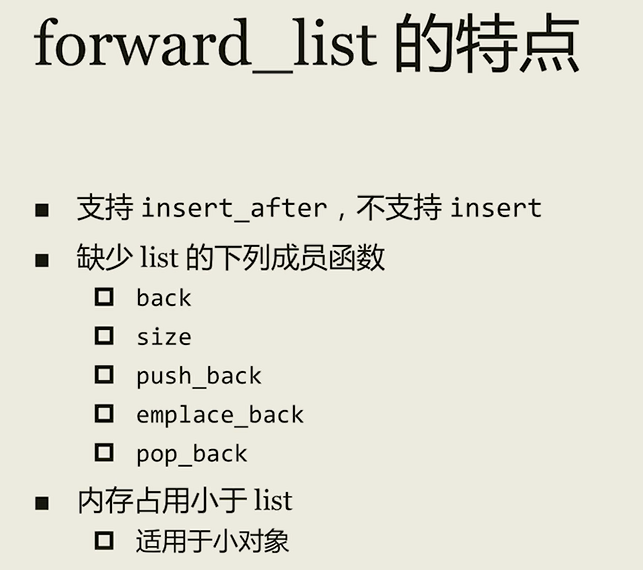 forward_list 的特点
■ 支持 insert_after，不支持 insert
■ 缺少 list 的下列成员函数
□ back
□ size
□ push_back
□ emplace_back
□ pop_back
■ 内存占用小于 list
□ 适用于小对象